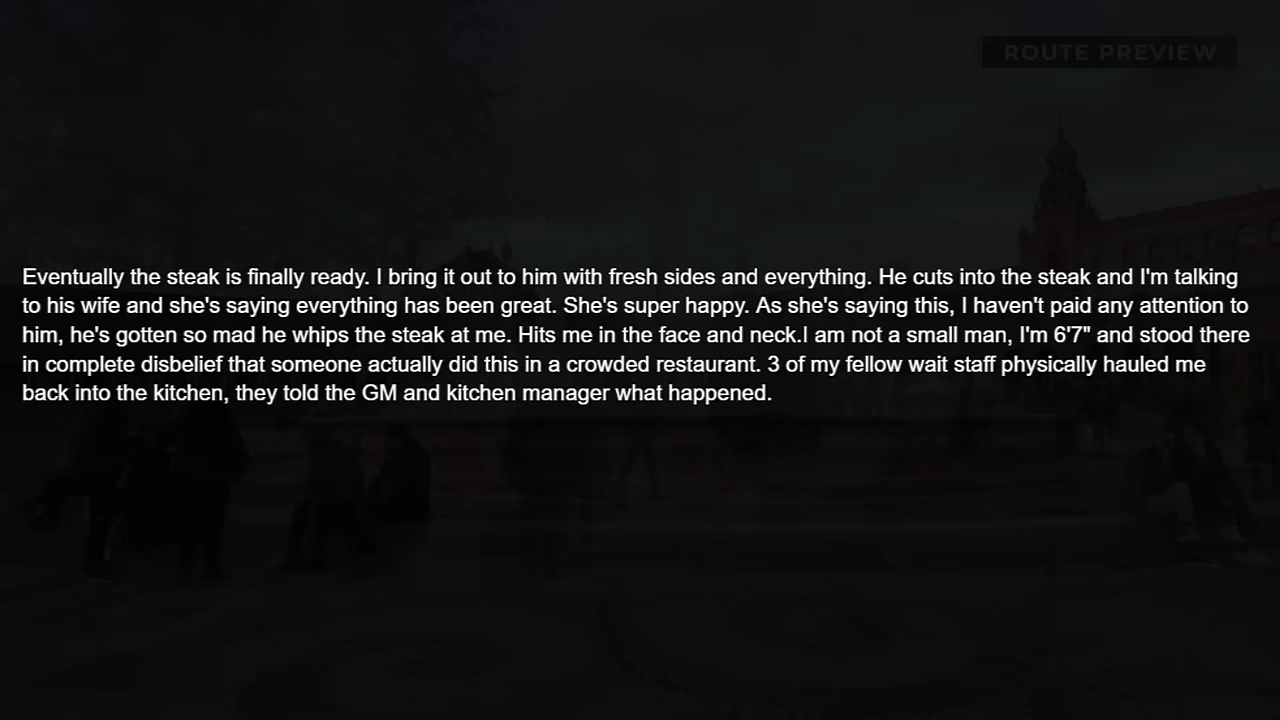 ROUTE PREVIEW
Eventually the steak is finally ready. I bring it out to him with fresh sides and everything. He cuts into the steak and I'm talking
to his wife and she's saying everything has been great. She's super happy. As she's saying this, I haven't paid any attention to
him, he's gotten so mad he whips the steak at me. Hits me in the face and neck.I am not a small man, I'm 6'7" and stood there
in complete disbelief that someone actually did this in a crowded restaurant. 3 of my fellow wait staff physically hauled me
back into the kitchen, they told the GM and kitchen manager what happened.